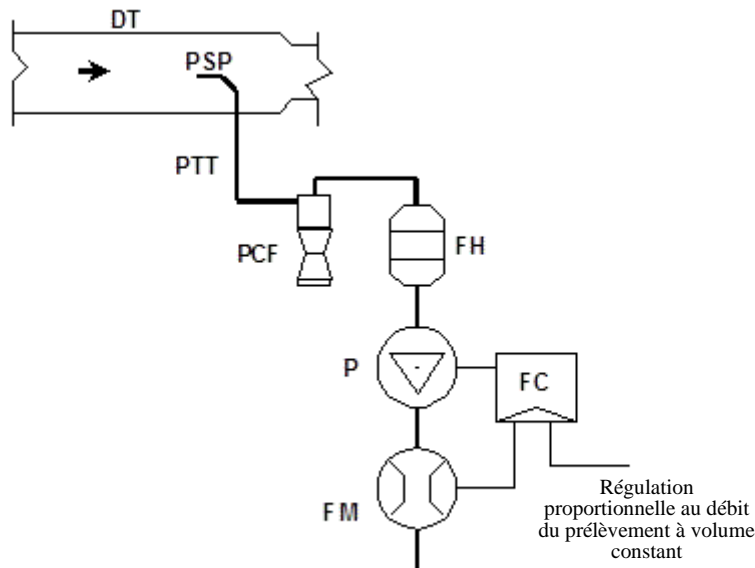 DT
PSP
PTT
PCF
FH
P
FC
FM
Régulation
proportionnelle au débit
du prélèvement à volume
constant